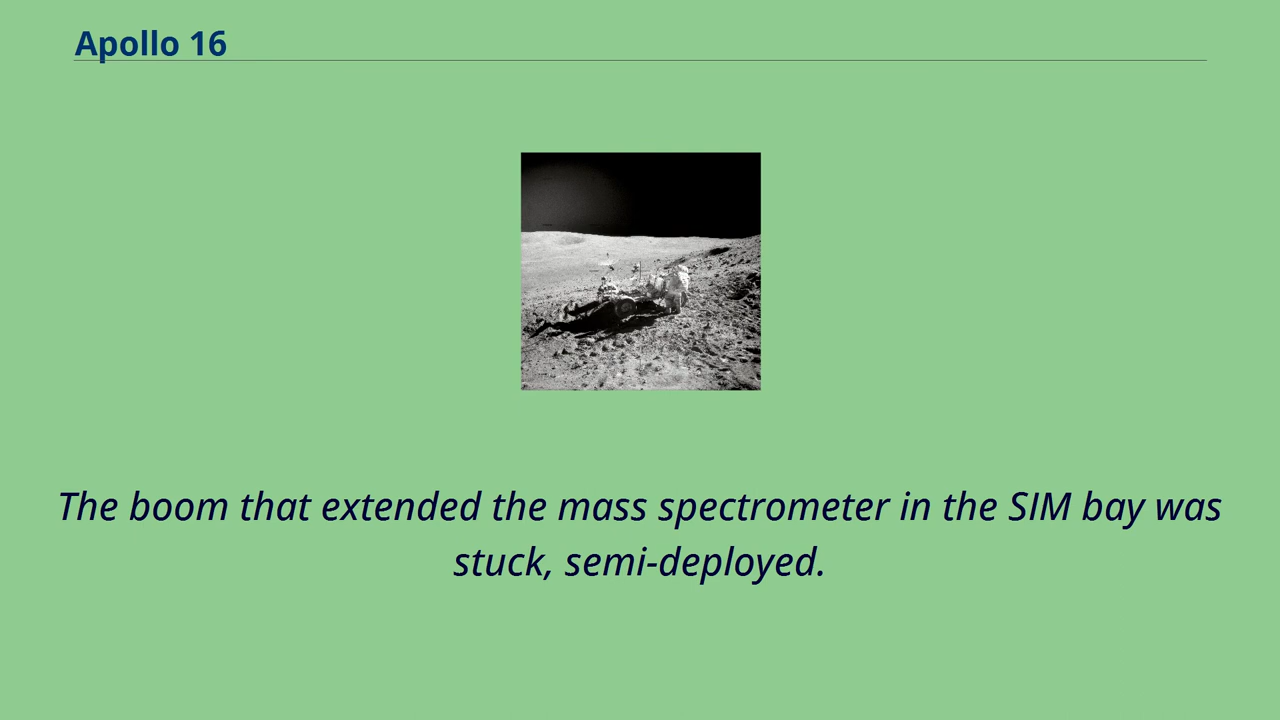 Apollo 16
The boom that extended the mass spectrometer in the SIM bay was
stuck, semi-deployed.